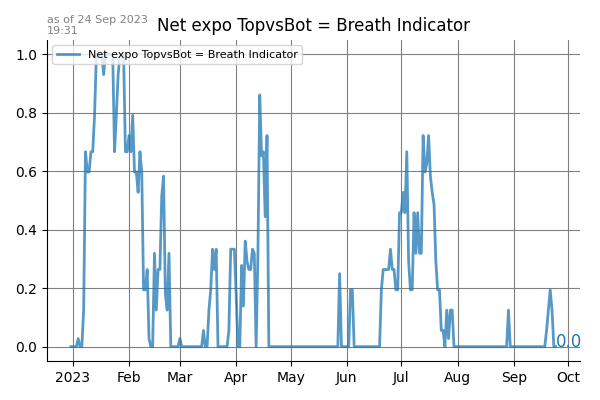 as of 24 Sep 2023
19:31
Net expo TopvsBot = Breath Indicator
Net expo TopvsBot = Breath Indicator
1.0
0.8
0.6
0.4
0.2
0.0
0.0
2023 Feb Mar Apr May Jun Jul Aug Sep Oct